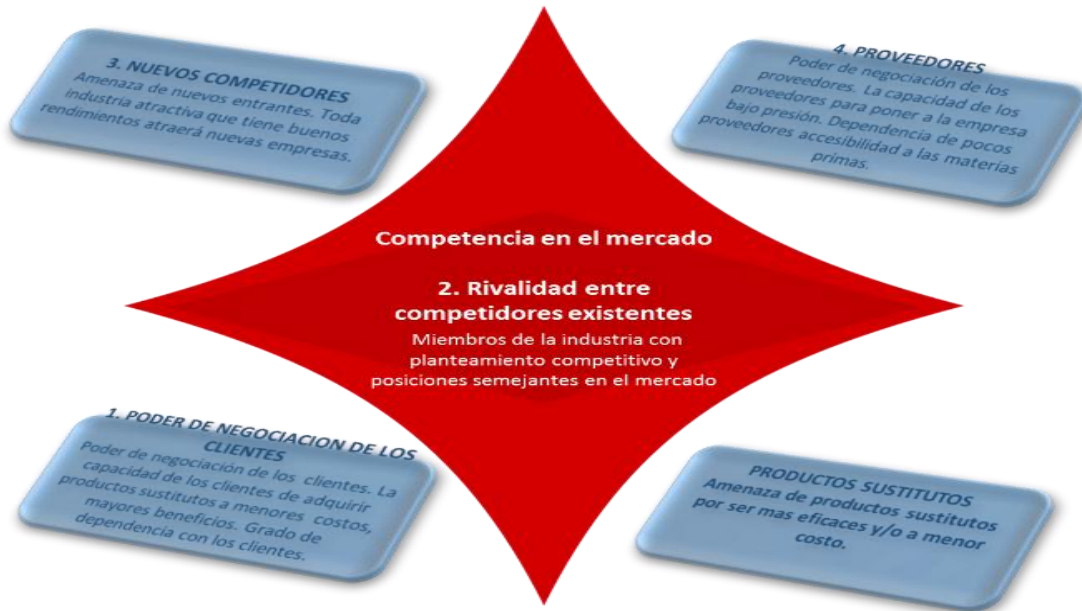 3. NUEVOS COMPETIDORES
Amenaza de nuevos entrantes. Toda
industria atractiva que tiene buenos
rendimientos atraerá nuevas empresas.
4. PROVEEDORES
Poder de negociación de los
proveedores. La capacidad de los
proveedores para poner a la empresa
bajo presión. Dependencia de pocos
proveedores accesibilidad a las materias
primas.
Competencia en el mercado
2. Rivalidad entre
competidores existentes
Miembros de la industria con
planteamiento competitivo y
posiciones semejantes en el mercado
1. PODER DE NEGOCIACION DE LOS
CLIENTES
Poder de negociación de los clientes. La
capacidad de los clientes de adquirir
productos sustitutos a menores costos,
mayores beneficios. Grado de
dependencia con los clientes.
PRODUCTOS SUSTITUTOS
Amenaza de productos sustitutos
por ser mas eficaces y/o a menor
costo.